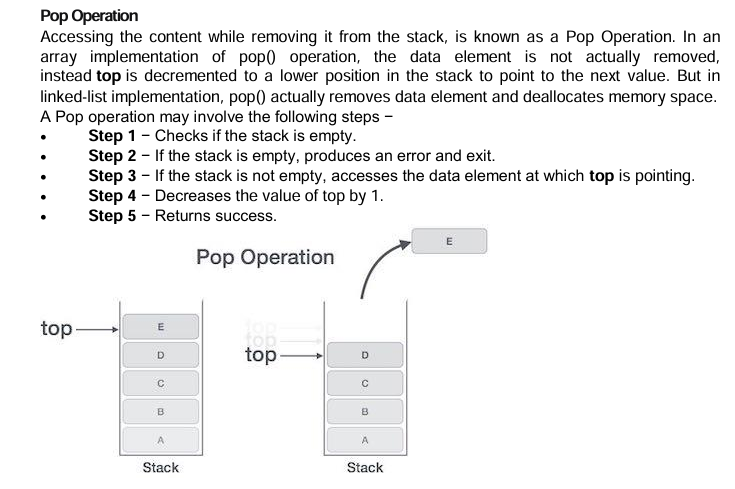 Pop Operation
Accessing the content while removing it from the stack, is known as a Pop Operation. In an
array implementation of pop() operation, the data element is not actually removed,
instead top is decremented to a lower position in the stack to point to the next value. But in
linked-list implementation, pop() actually removes data element and deallocates memory space.
A Pop operation may involve the following steps −
• Step 1 − Checks if the stack is empty.
• Step 2 − If the stack is empty, produces an error and exit.
• Step 3 − If the stack is not empty, accesses the data element at which top is pointing.
• Step 4 − Decreases the value of top by 1.
• Step 5 − Returns success.
Pop Operation
E
top
E
D
C
B
A
Stack
top
top
top
D
C
B
A
Stack